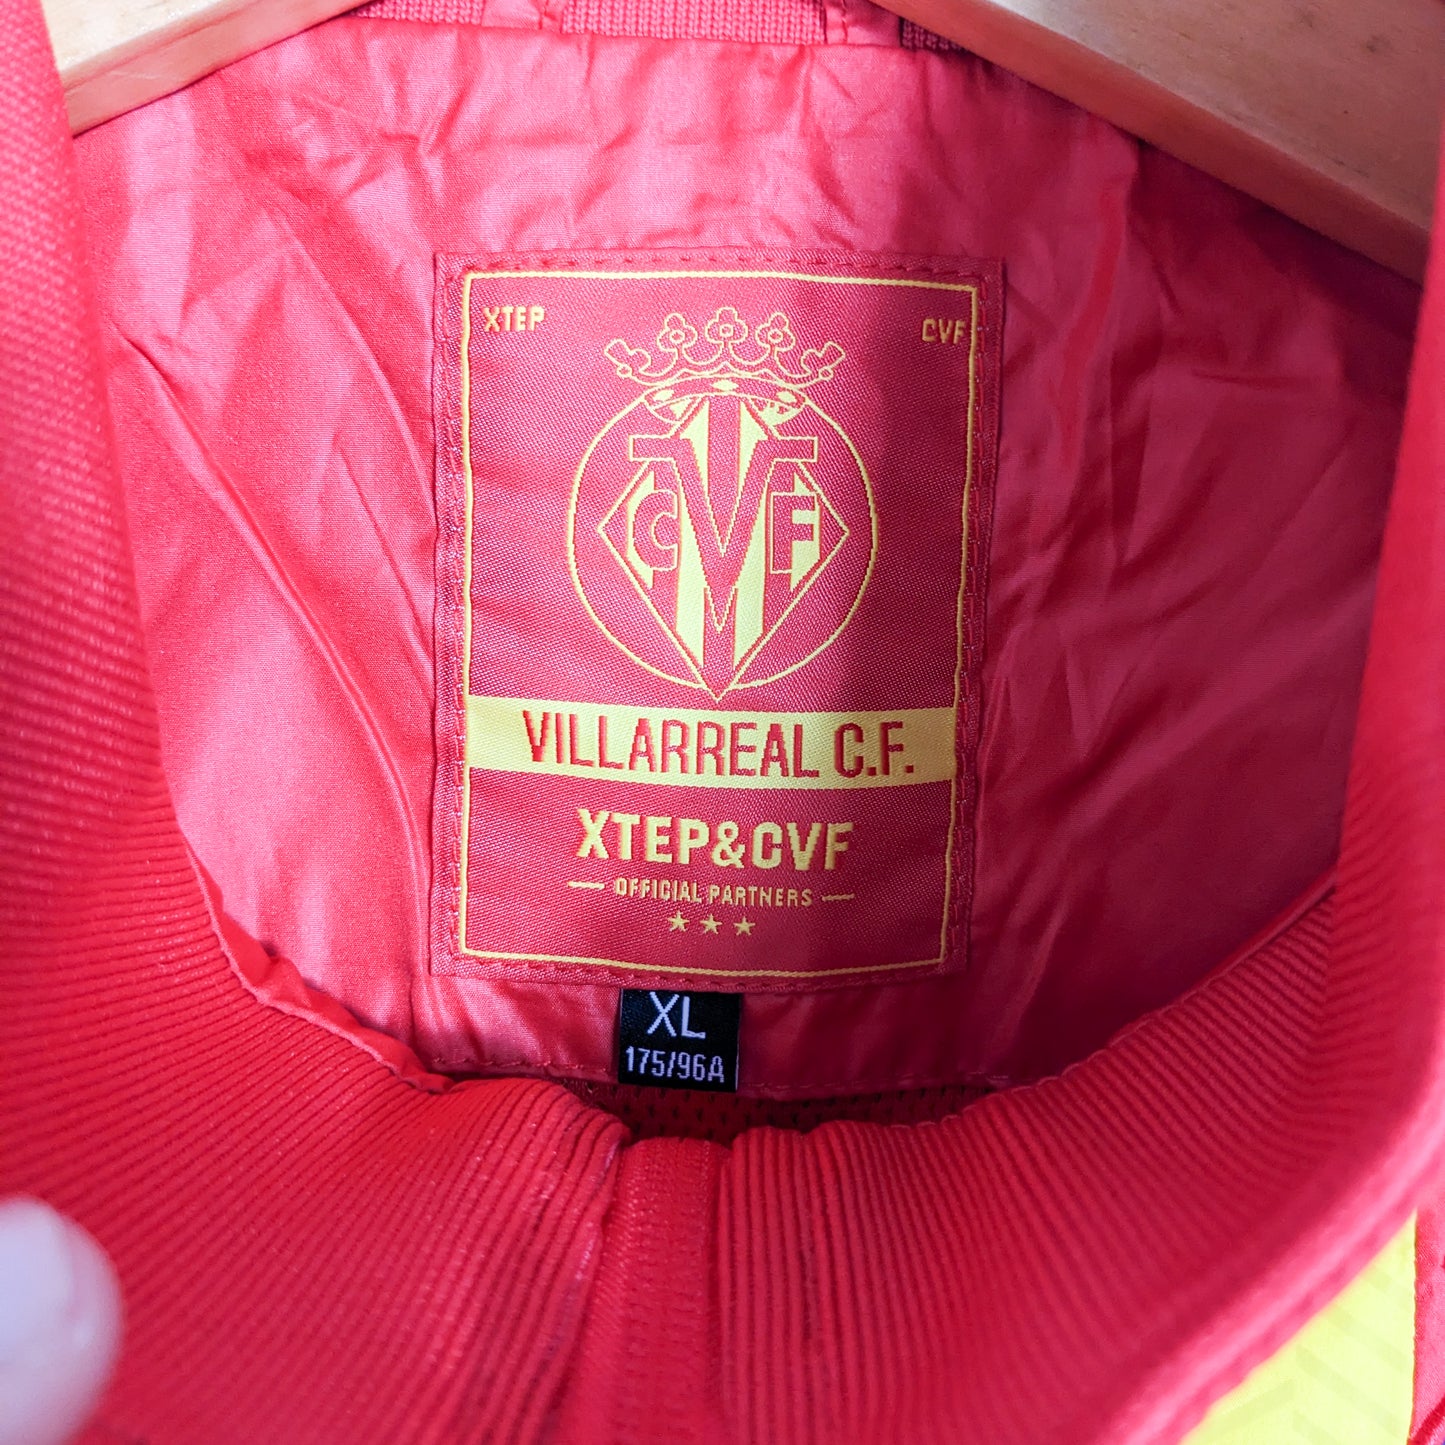 XTEP CVF
CVF
VILLARREAL C.F.
XTEP&CVF
OFFICIAL PARTNERS
XL
175/96A